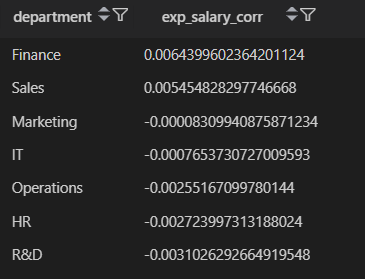 department exp_salary_corr
Finance 0.0064399602364201124
Sales 0.005454828297746668
Marketing -0.00008309940875871234
IT -0.0007653730727009593
Operations -0.00255167099780144
HR -0.002723997313188024
R&D -0.0031026292664919548